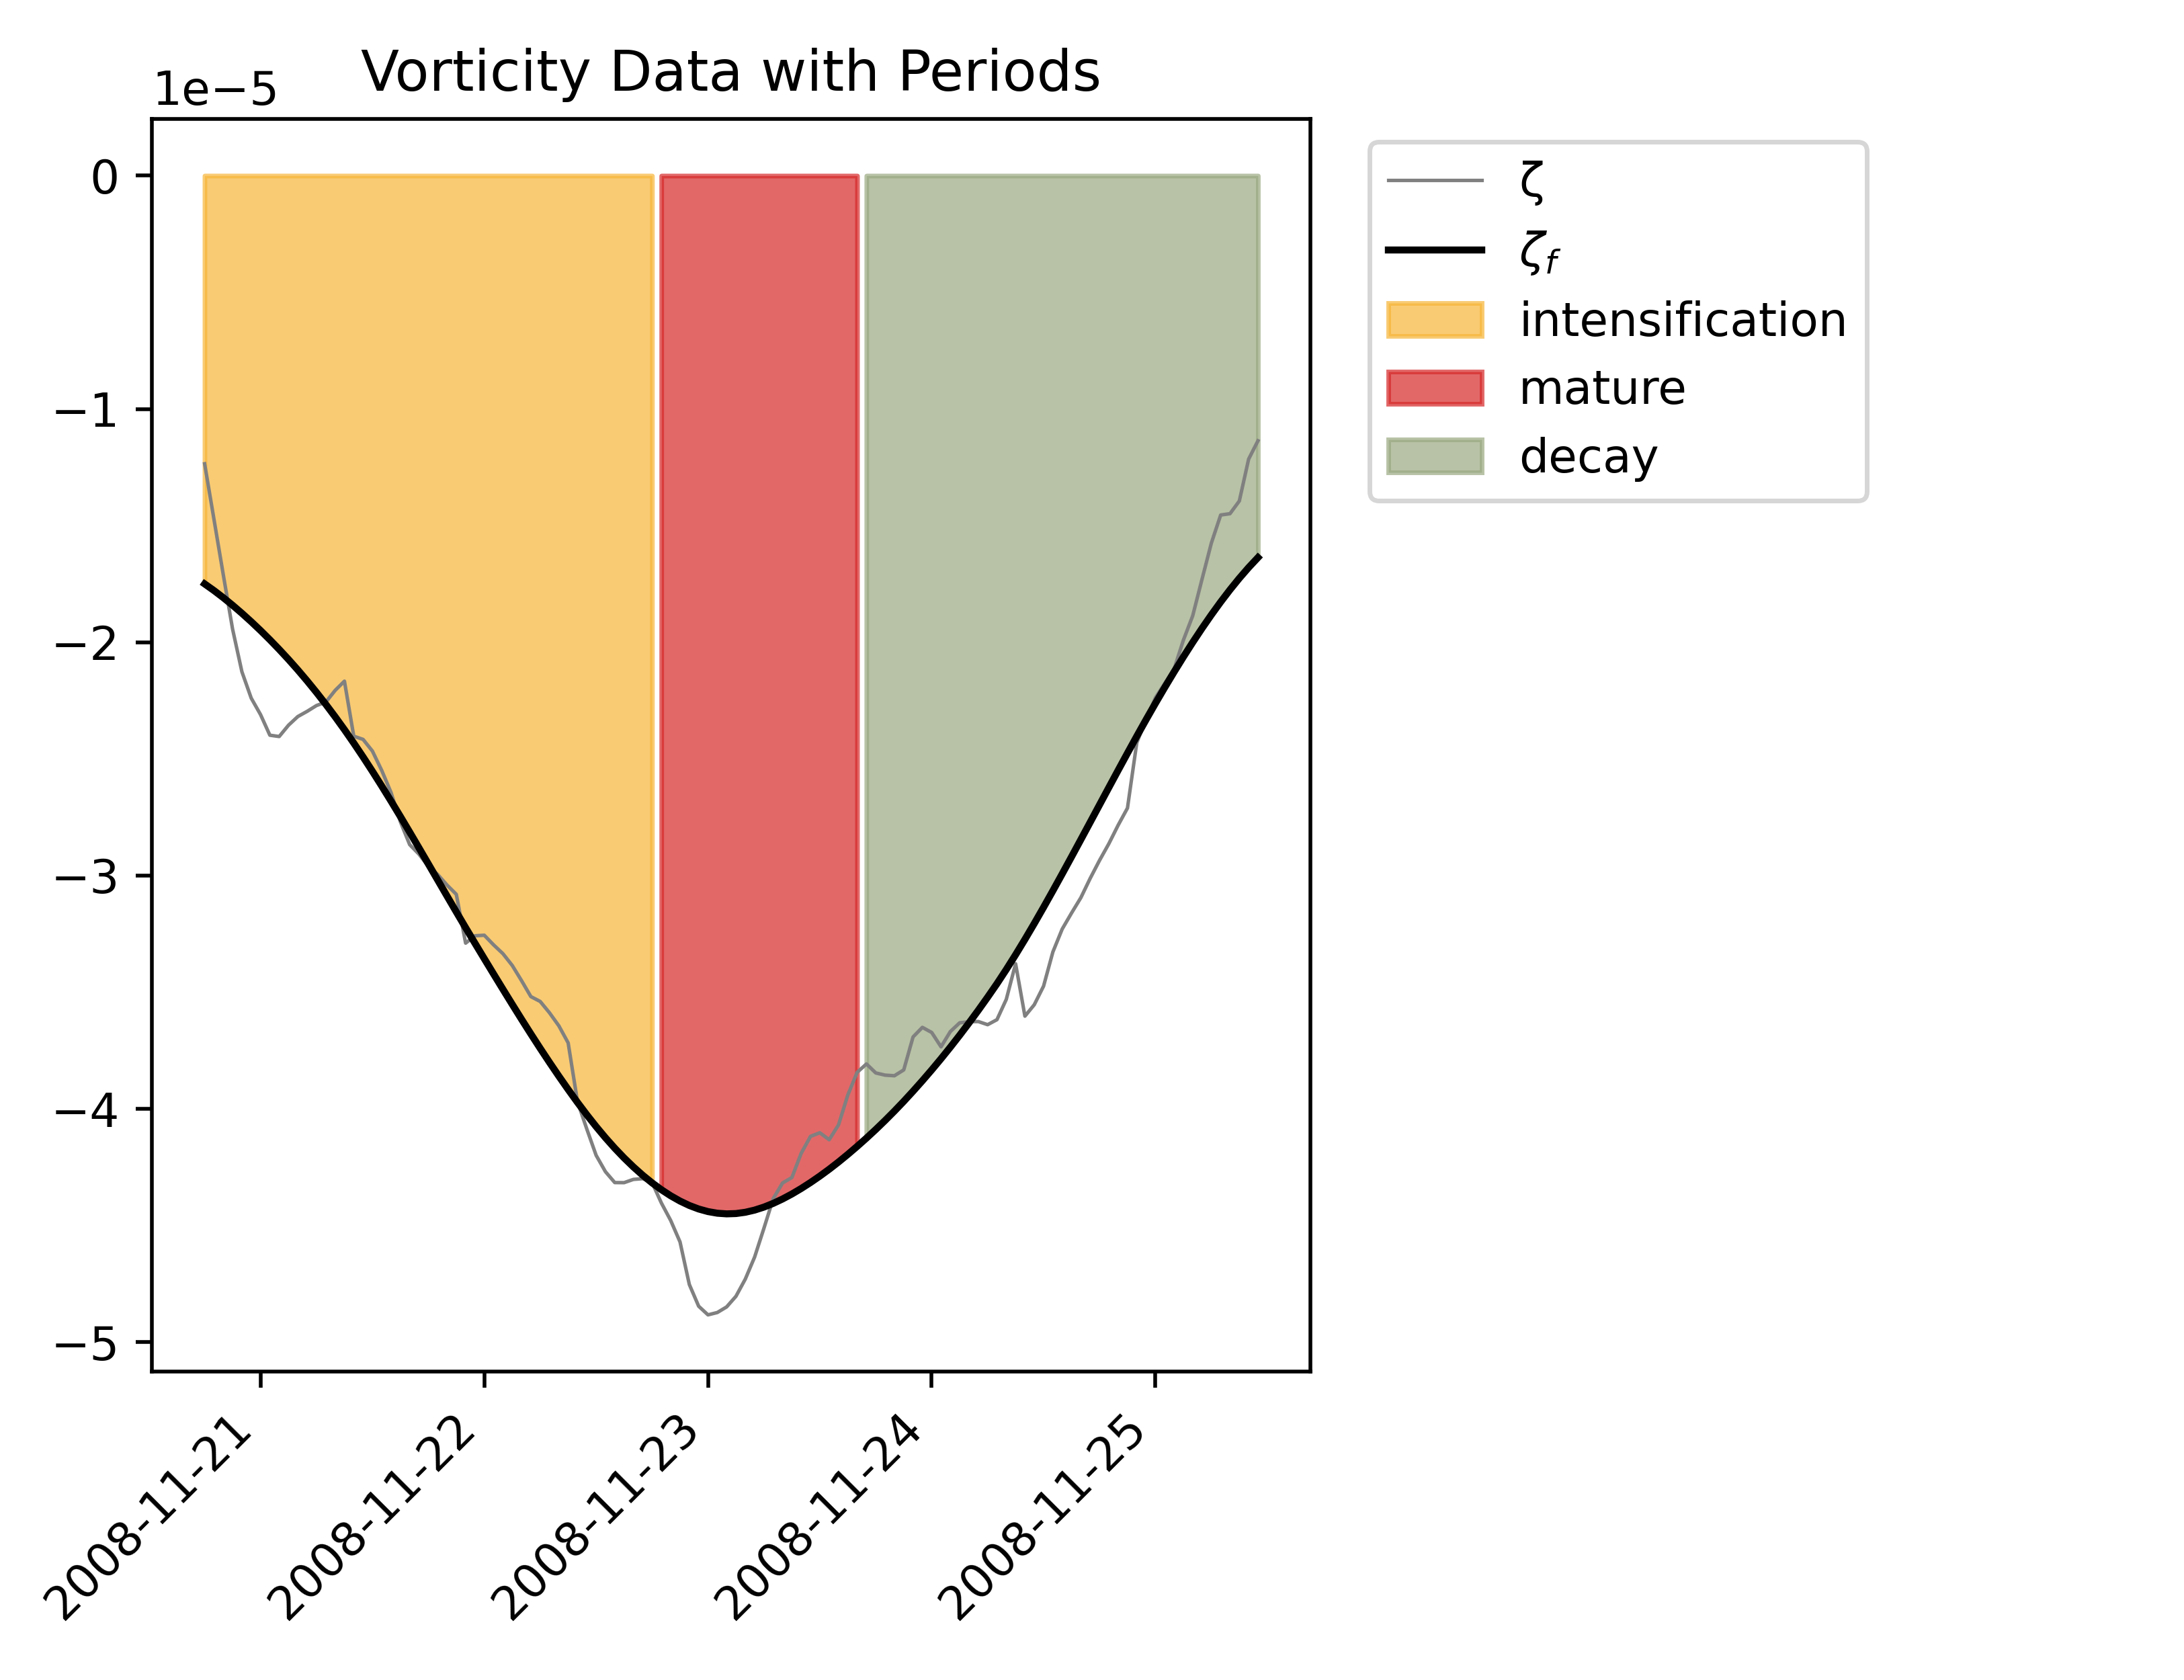 Vorticity Data with Periods
1e−5
0
−1
−2
−3
−4
−5
2008-11-21
2008-11-22
2008-11-23
2008-11-24
2008-11-25
ζ
ζf
intensification
mature
decay